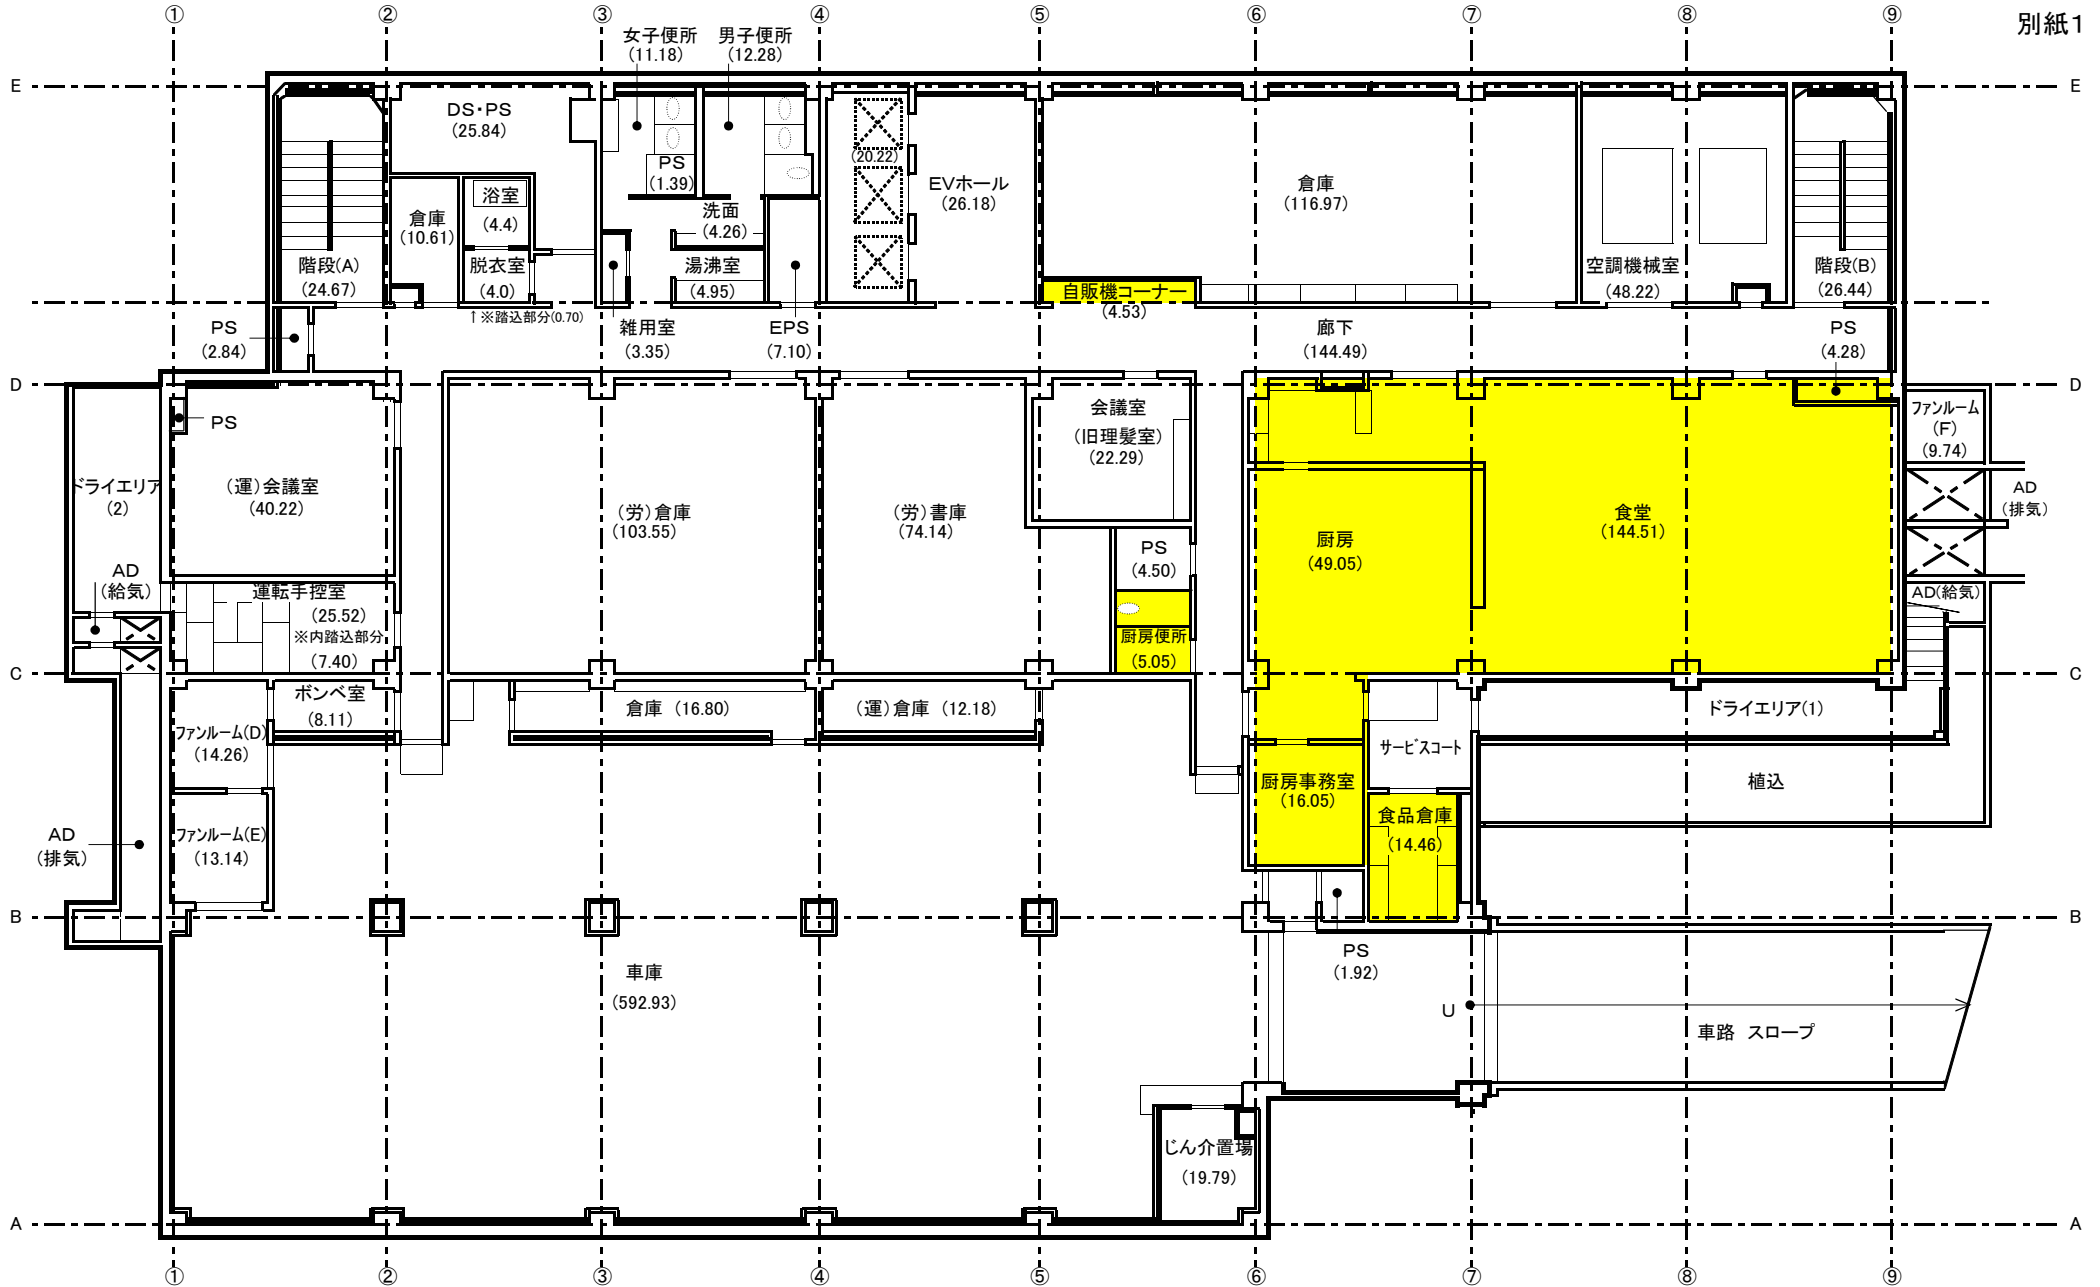 別紙1
① ② ③ ④ ⑤ ⑥ ⑦ ⑧ ⑨
女子便所
(11.18)
男子便所
(12.28)
E
E
DS・PS
(25.84)
PS
(1.39)
(20.22)
EVホール
(26.18)
倉庫
(116.97)
浴室
(4.4)
倉庫
(10.61)
洗面
(4.26)
階段(A)
(24.67)
脱衣室
(4.0)
湯沸室
(4.95)
自販機コーナー
(4.53)
空調機械室
(48.22)
階段(B)
(26.44)
↑※踏込部分(0.70)
PS
(2.84)
雑用室
(3.35)
EPS
(7.10)
廊下
(144.49)
PS
(4.28)
D
D
PS
会議室
(旧理髪室)
(22.29)
ファンルーム
(F)
(9.74)
ドライエリア
(2)
(運)会議室
(40.22)
(労)倉庫
(103.55)
(労)書庫
(74.14)
厨房
(49.05)
食堂
(144.51)
AD
(排気)
PS
(4.50)
AD
(給気)
運転手控室
(25.52)
※内踏込部分
(7.40)
AD(給気)
厨房便所
(5.05)
C
C
ボンベ室
(8.11)
倉庫 (16.80)
(運)倉庫 (12.18)
ドライエリア(1)
ファンルーム(D)
(14.26)
サービスコート
厨房事務室
(16.05)
植込
食品倉庫
(14.46)
AD
(排気)
ファンルーム(E)
(13.14)
B
B
車庫
(592.93)
PS
(1.92)
U
車路 スロープ
じん介置場
(19.79)
A
A
① ② ③ ④ ⑤ ⑥ ⑦ ⑧ ⑨